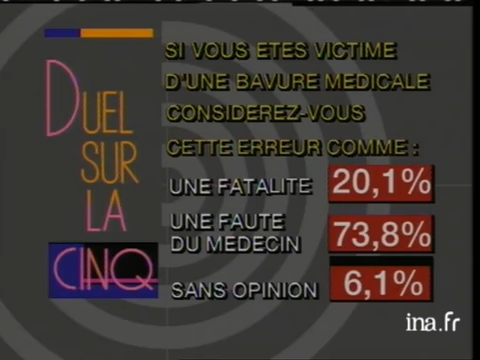 DUEL
SUR
LA
CINQ
SI VOUS ETES VICTIME
D'UNE BAVURE MEDICALE
CONSIDEREZ-VOUS
CETTE ERREUR COMME :
UNE FATALITE 20,1%
UNE FAUTE
DU MEDECIN 73,8%
SANS OPINION 6,1%
ina.fr